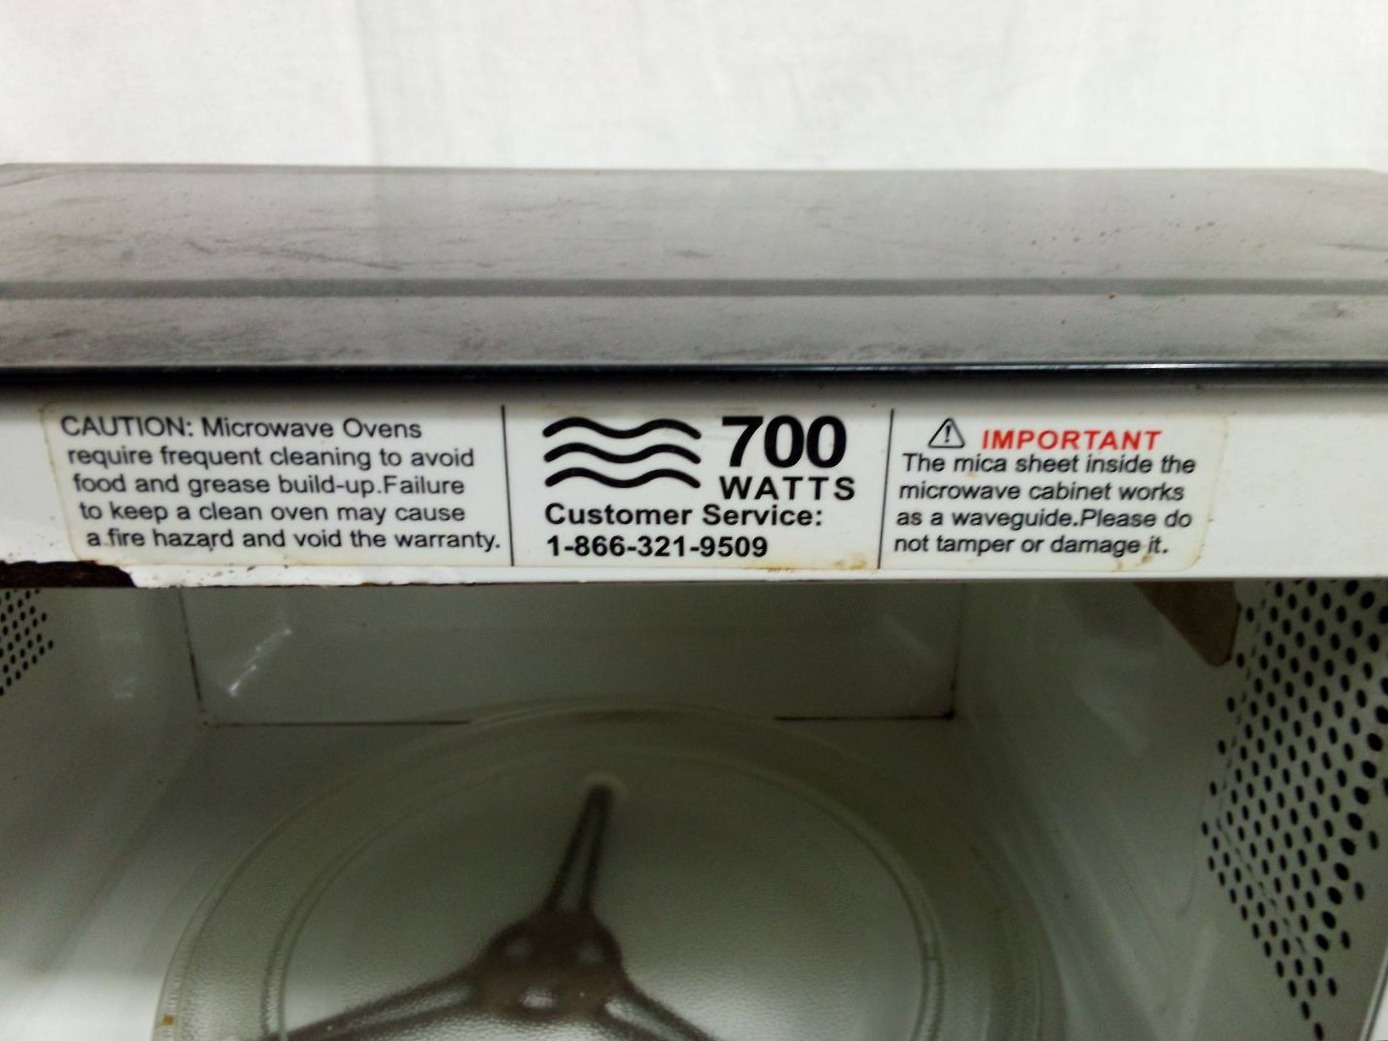 CAUTION: Microwave Ovens
require frequent cleaning to avoid
food and grease build-up.Failure
to keep a clean oven may cause
a fire hazard and void the warranty.
700
WATTS
Customer Service:
1-866-321-9509
IMPORTANT
The mica sheet inside the
microwave cabinet works
as a waveguide.Please do
not tamper or damage it.